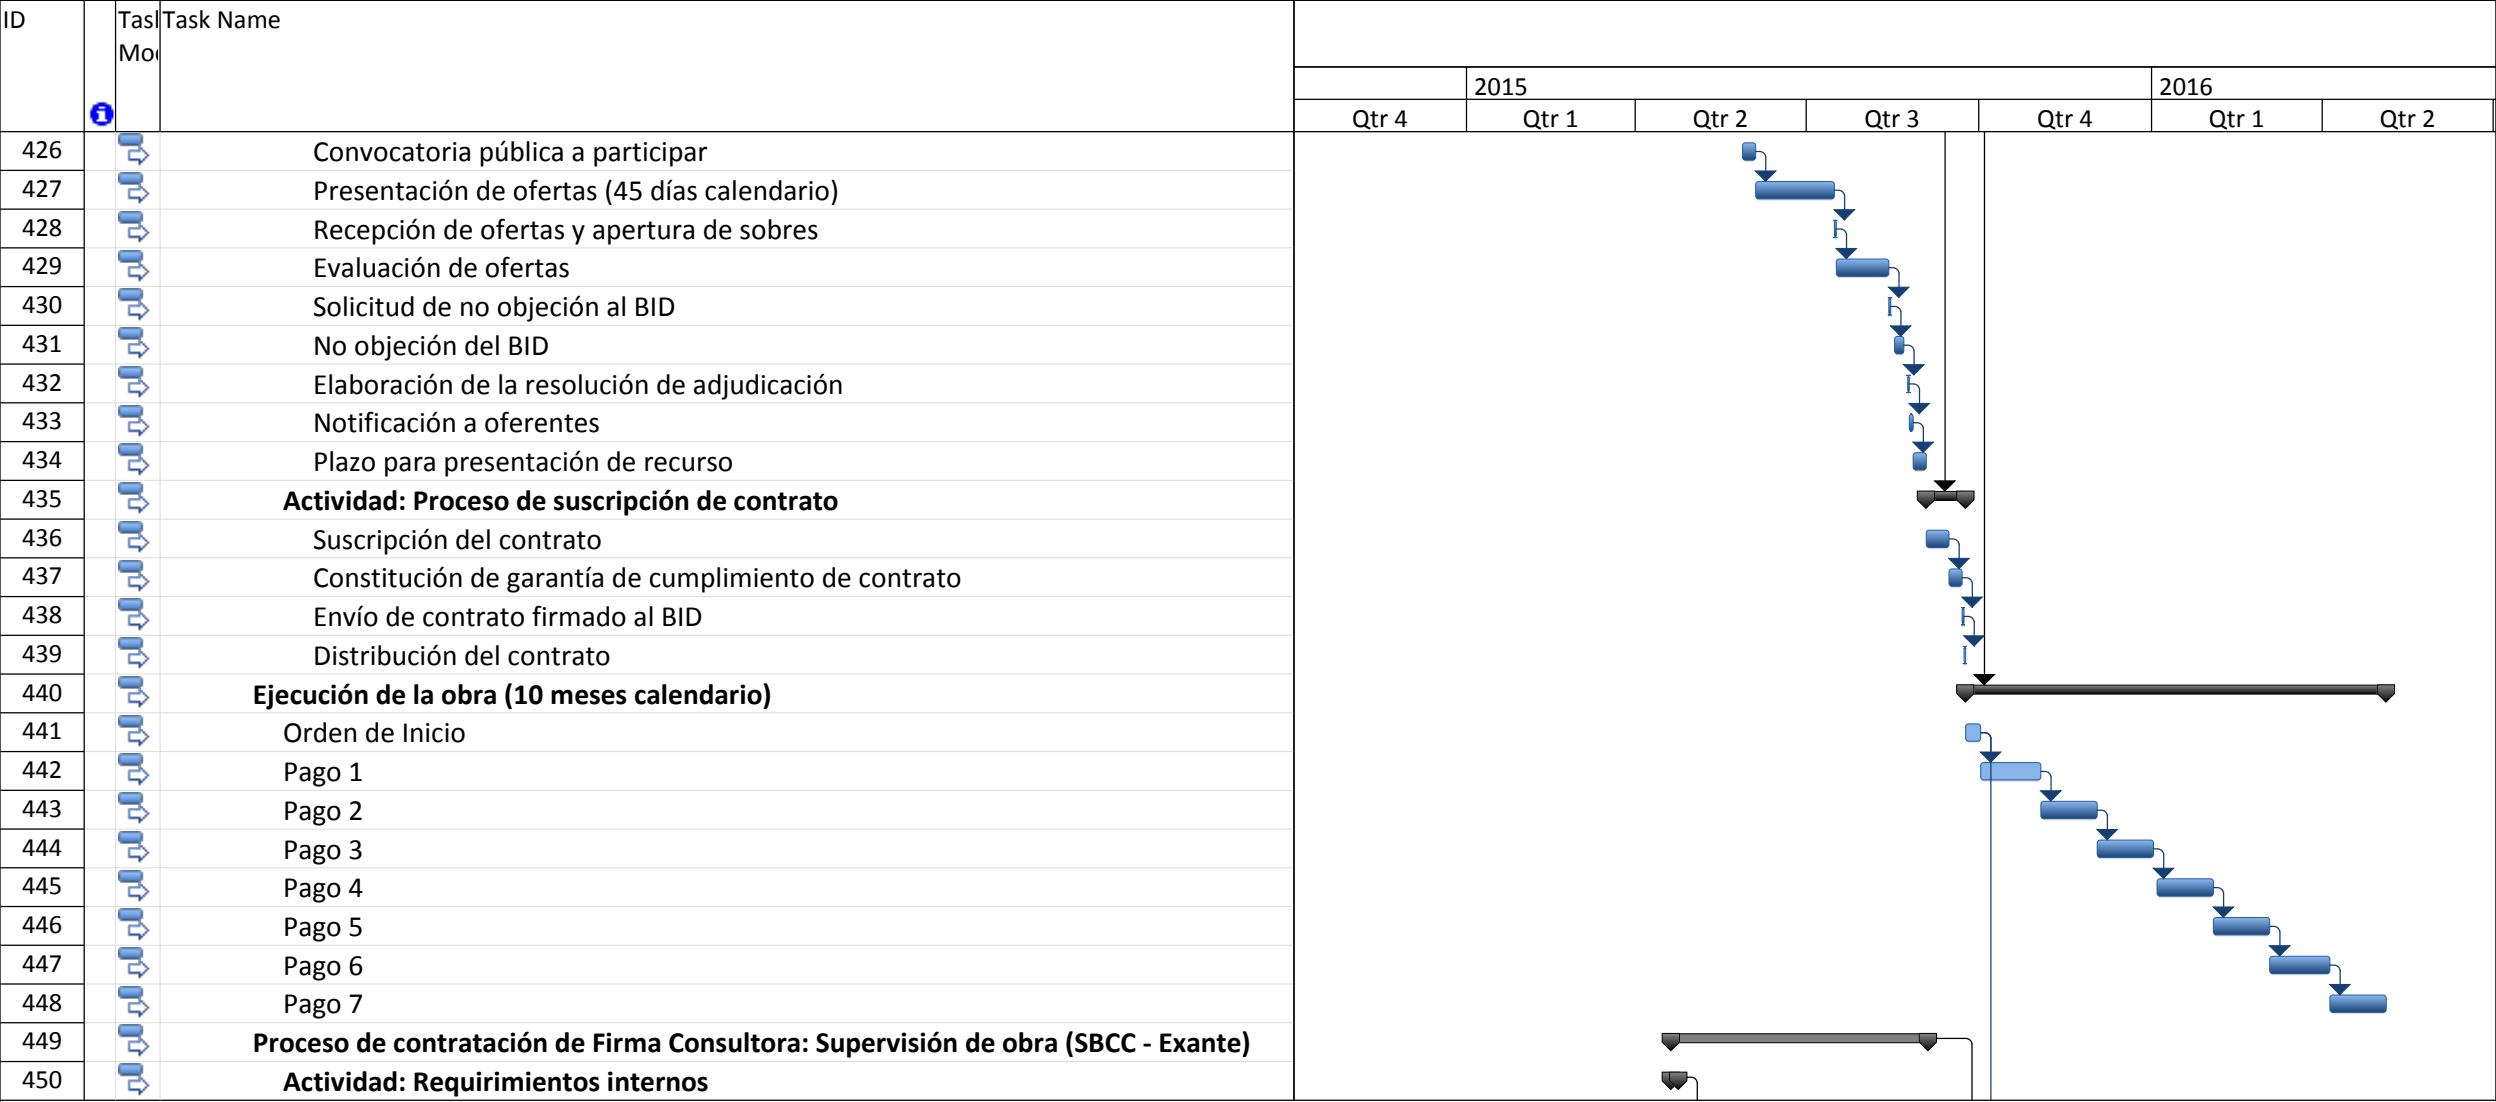 ID Task Name
2015 2016
Qtr 4 Qtr 1 Qtr 2 Qtr 3 Qtr 4 Qtr 1 Qtr 2
426 Convocatoria pública a participar
427 Presentación de ofertas (45 días calendario)
428 Recepción de ofertas y apertura de sobres
429 Evaluación de ofertas
430 Solicitud de no objeción al BID
431 No objeción del BID
432 Elaboración de la resolución de adjudicación
433 Notificación a oferentes
434 Plazo para presentación de recurso
435 Actividad: Proceso de suscripción de contrato
436 Suscripción del contrato
437 Constitución de garantía de cumplimiento de contrato
438 Envío de contrato firmado al BID
439 Distribución del contrato
440 Ejecución de la obra (10 meses calendario)
441 Orden de Inicio
442 Pago 1
443 Pago 2
444 Pago 3
445 Pago 4
446 Pago 5
447 Pago 6
448 Pago 7
449 Proceso de contratación de Firma Consultora: Supervisión de obra (SBCC - Exante)
450 Actividad: Requirimientos internos